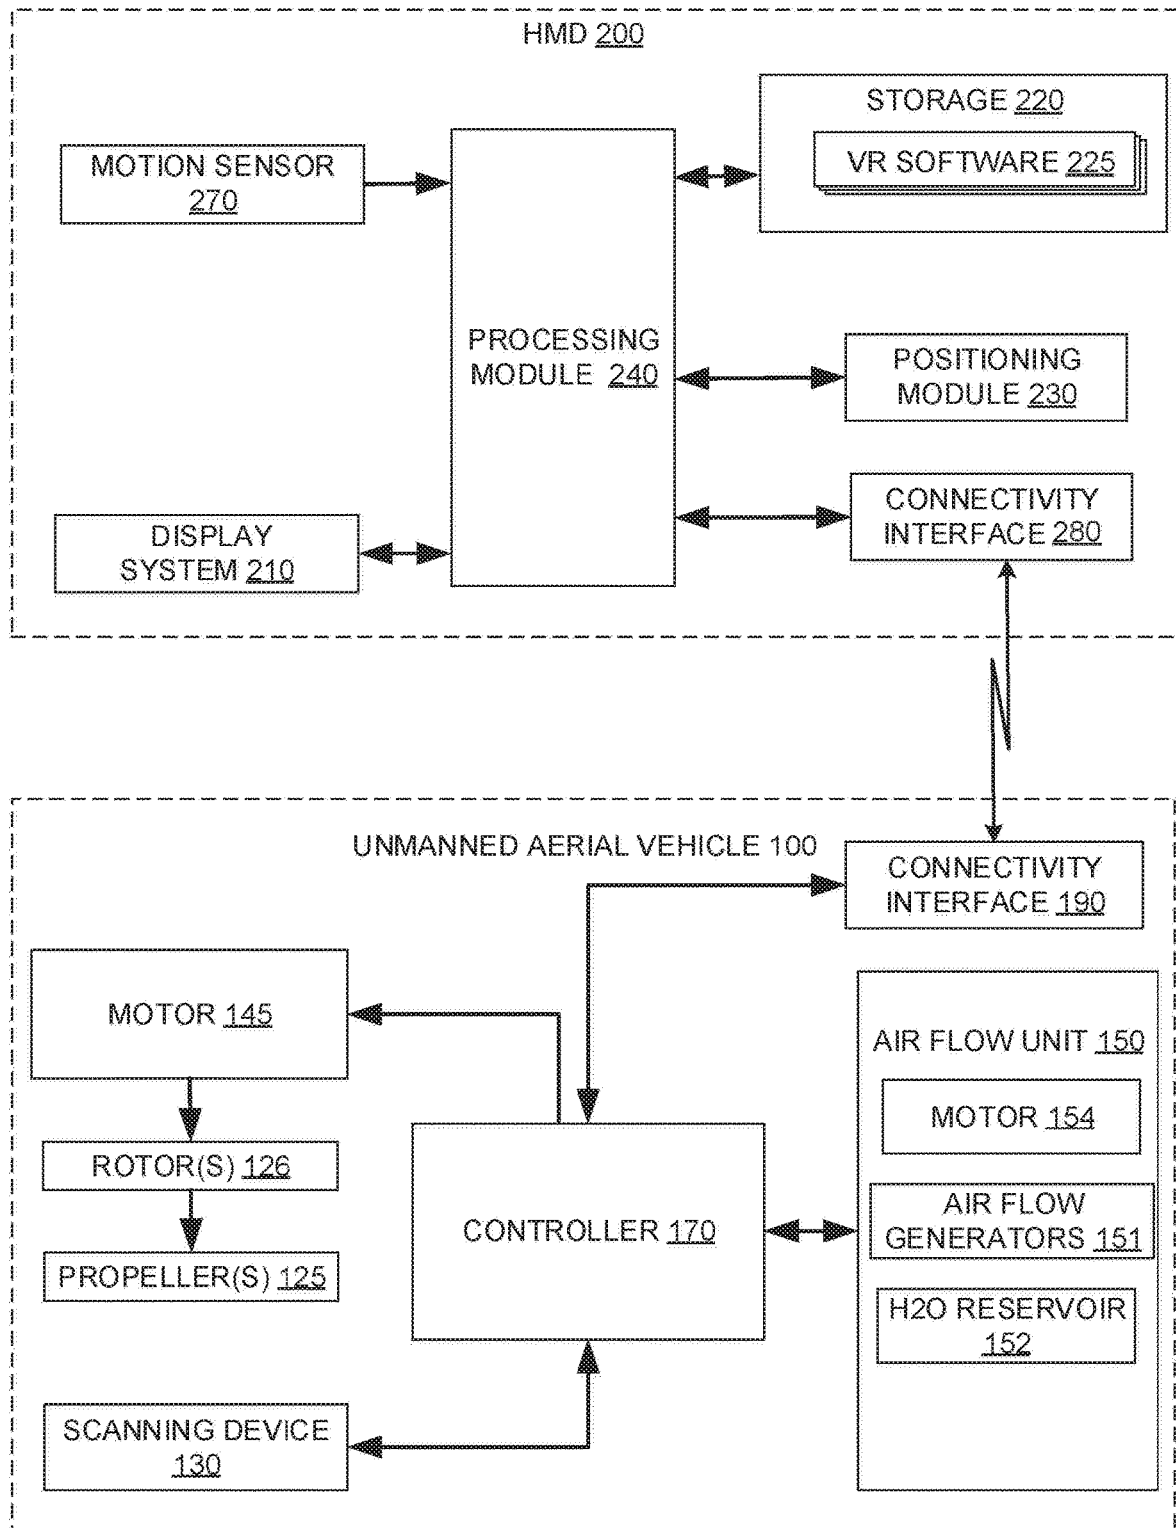 HMD 200
STORAGE 220
VR SOFTWARE 225
MOTION SENSOR
270
PROCESSING
MODULE 240
POSITIONING
MODULE 230
CONNECTIVITY
INTERFACE 280
DISPLAY
SYSTEM 210
UNMANNED AERIAL VEHICLE 100
CONNECTIVITY
INTERFACE 190
MOTOR 145
AIR FLOW UNIT 150
MOTOR 154
ROTOR(S) 126
AIR FLOW
GENERATORS 151
CONTROLLER 170
PROPELLER(S) 125
H2O RESERVOIR
152
SCANNING DEVICE
130